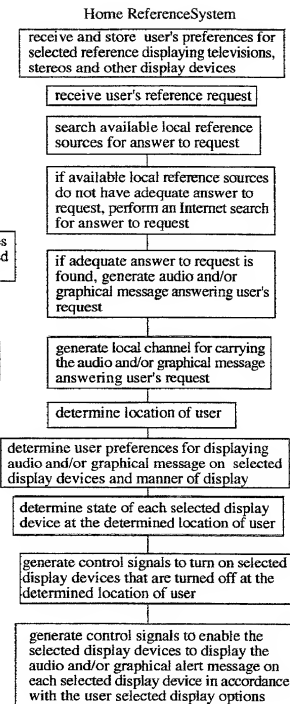 Home ReferenceSystem
receive and store user's preferences for
selected reference displaying televisions,
stereos and other display devices
receive user's reference request
search available local reference
sources for answer to request
if available local reference sources
do not have adequate answer to
request, perform an Internet search
for answer to request
s
d
if adequate answer to request is
found, generate audio and/or
graphical message answering user's
request
generate local channel for carrying
the audio and/or graphical message
answering user's request
determine location of user
determine user preferences for displaying
audio and/or graphical message on selected
display devices and manner of display
determine state of each selected display
device at the determined location of user
generate control signals to turn on selected
display devices that are turned off at the
determined location of user
generate control signals to enable the
selected display devices to display the
audio and/or graphical alert message on
each selected display device in accordance
with the user selected display options